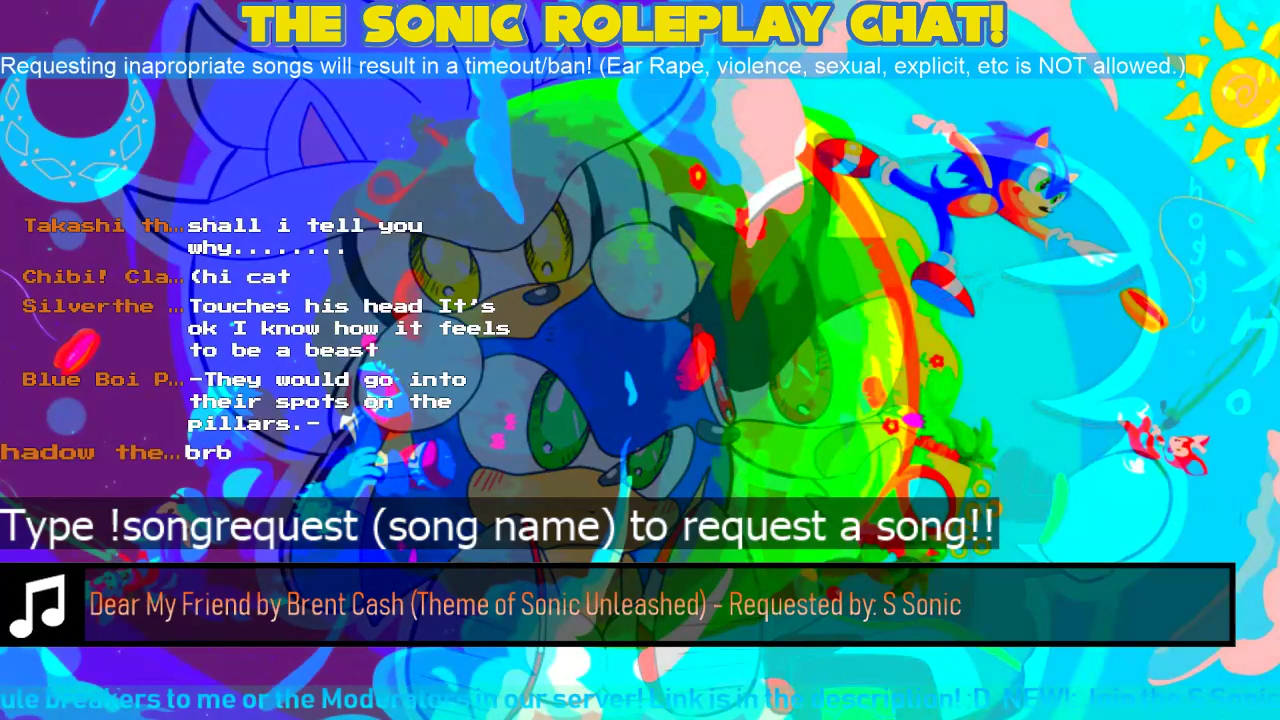 THE SONIC ROLEPLAY CHAT!
Requesting inapropriate songs will result in a timeout/ban! (Ear Rape, violence, sexual, explicit, etc is NOT allowed.)
Takashi th... shall i tell you
why........
Chibi! Cla... (hi cat
Silverthe ... Touches his head It's
ok I know how it feels
to be a beast
Blue Boi P... -They would go into
their spots on the
pillars.-
hadow the... brb
Type !songrequest (song name) to request a song!!
Dear My Friend by Brent Cash (Theme of Sonic Unleashed) - Requested by: S Sonic
ule breakers to me or the Moderators in our server! Link is in the description! :D NEW!: Join the S Sonic